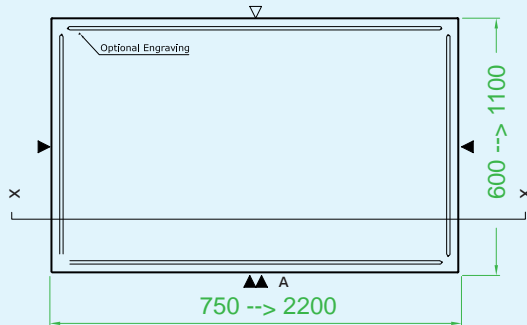 Optional Engraving
600 --> 1100
X
X
A
750 --> 2200